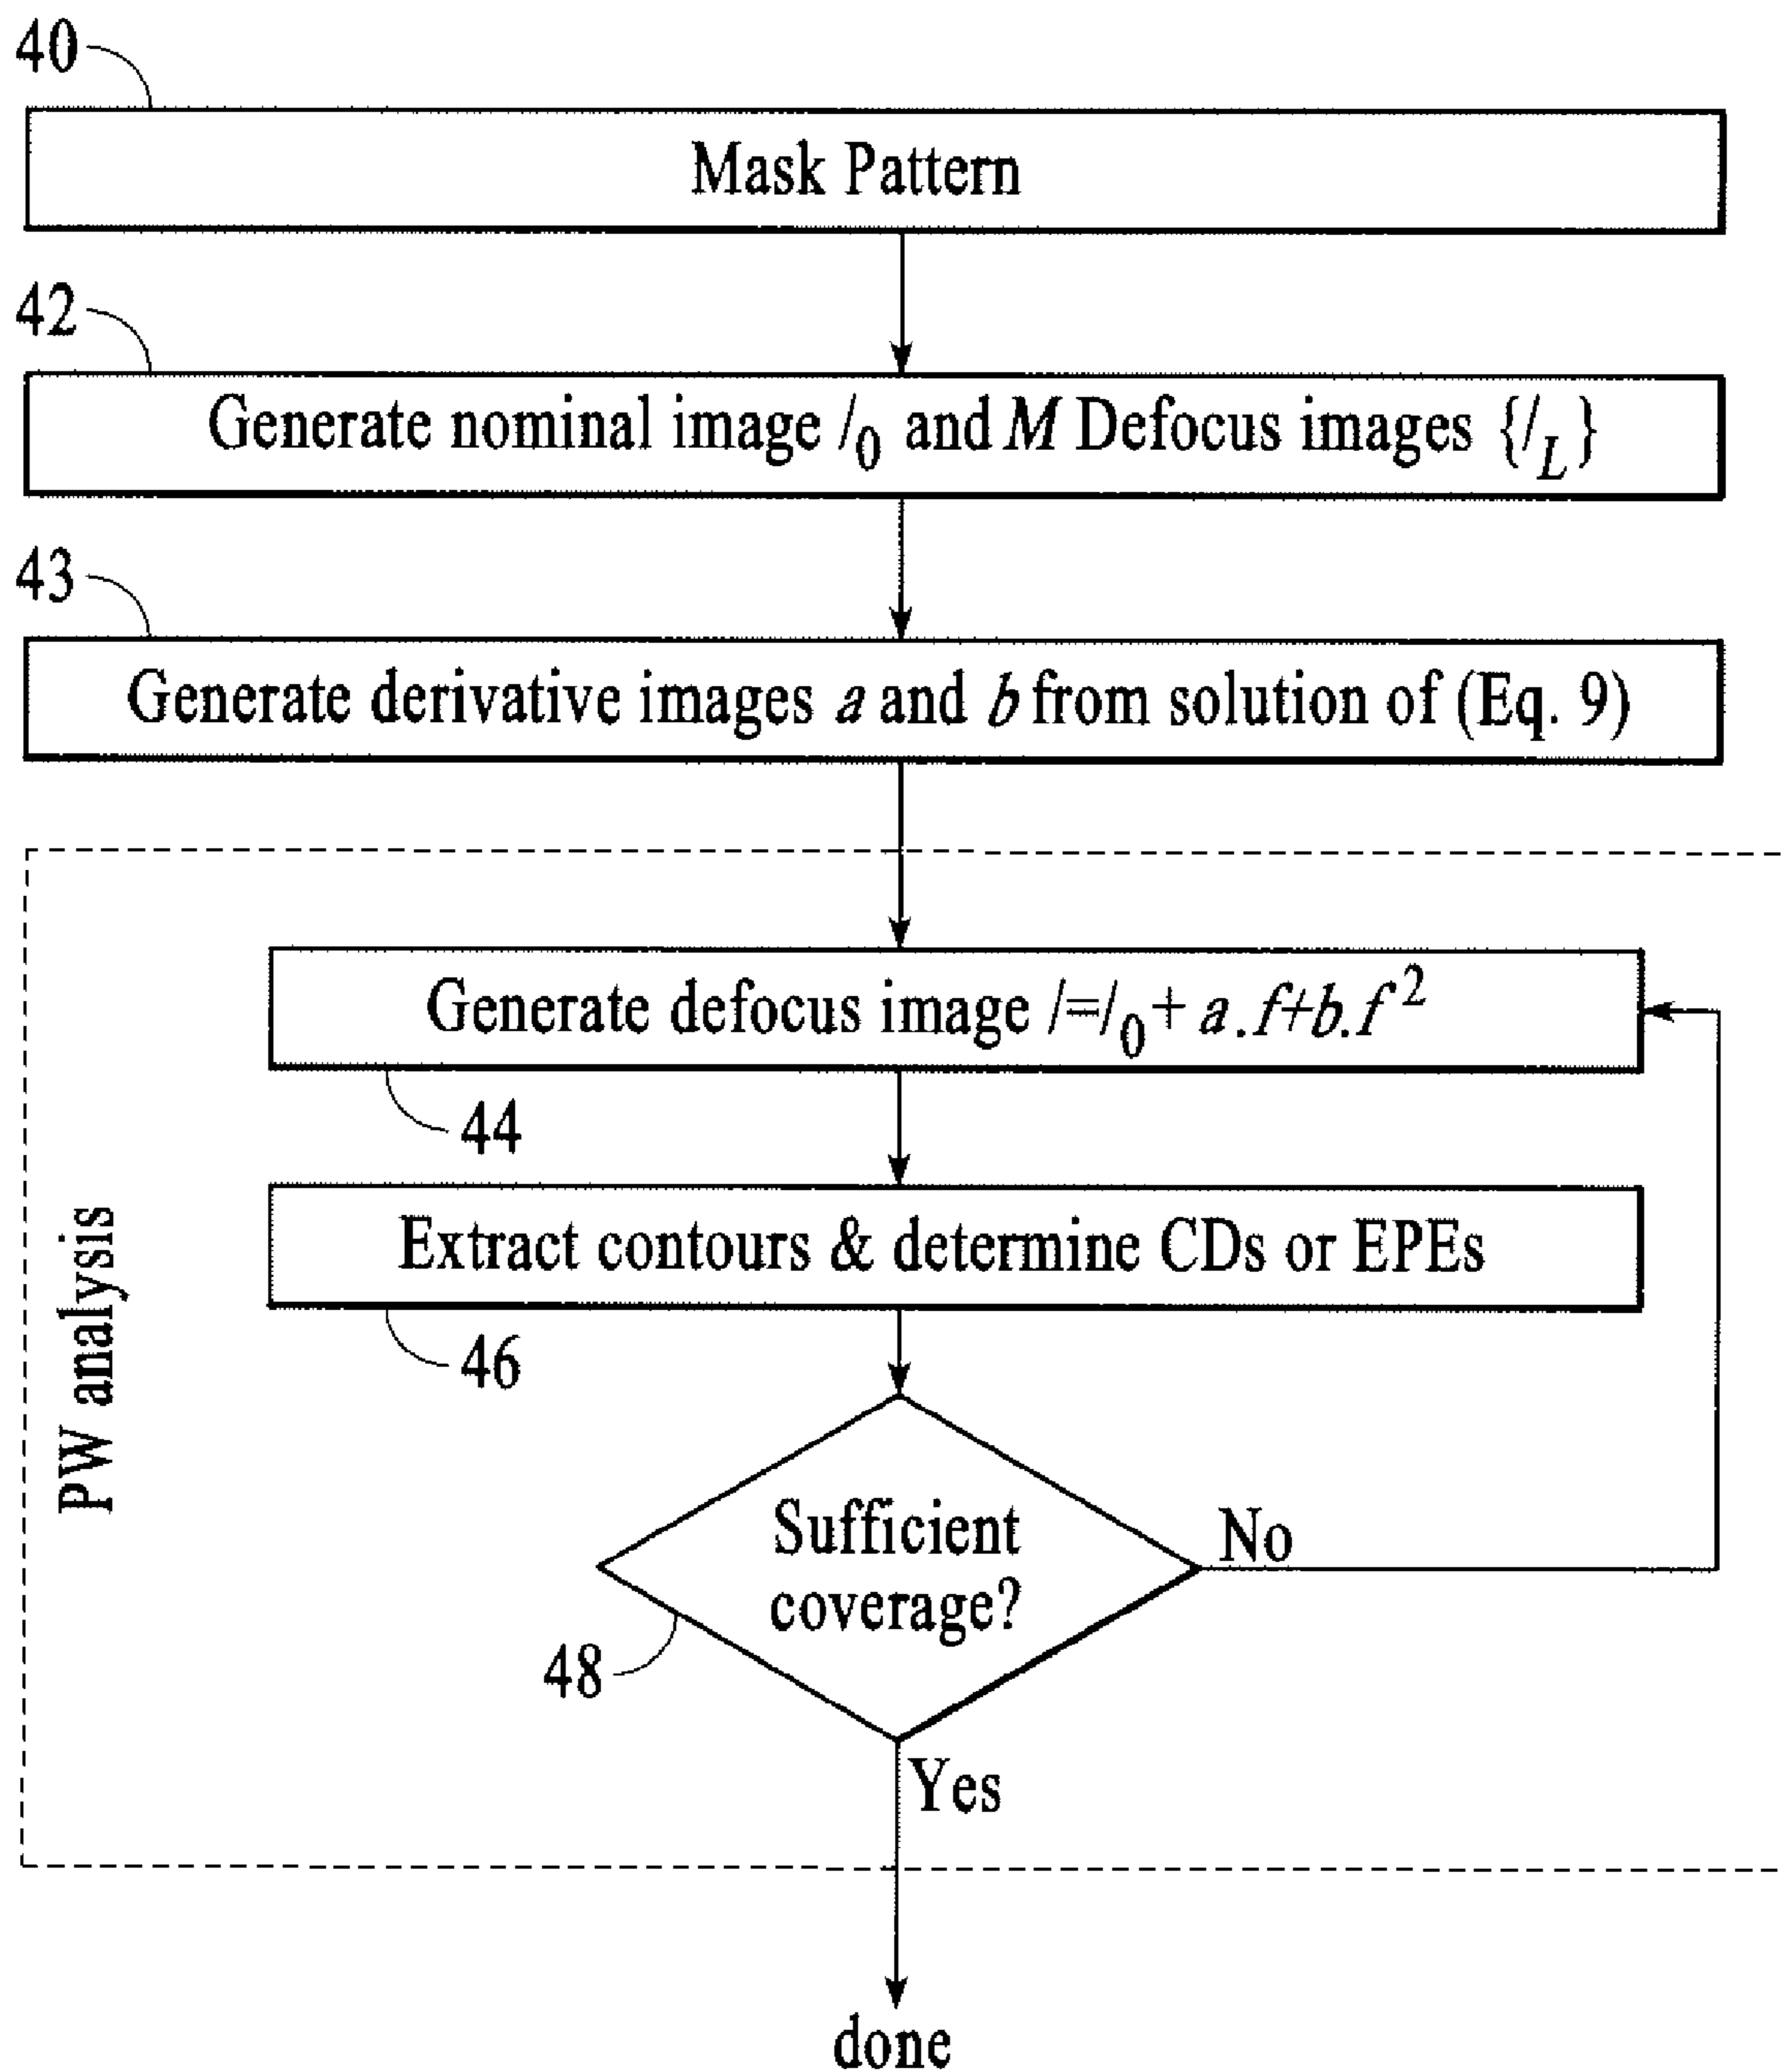 40
Mask Pattern
42
Generate nominal image I₀ and M Defocus images {I_L}
43
Generate derivative images a and b from solution of (Eq. 9)
Generate defocus image I=I₀+a.f+b.f²
44
Extract contours & determine CDs or EPEs
46
PW analysis
Sufficient
coverage?
No
48
Yes
done